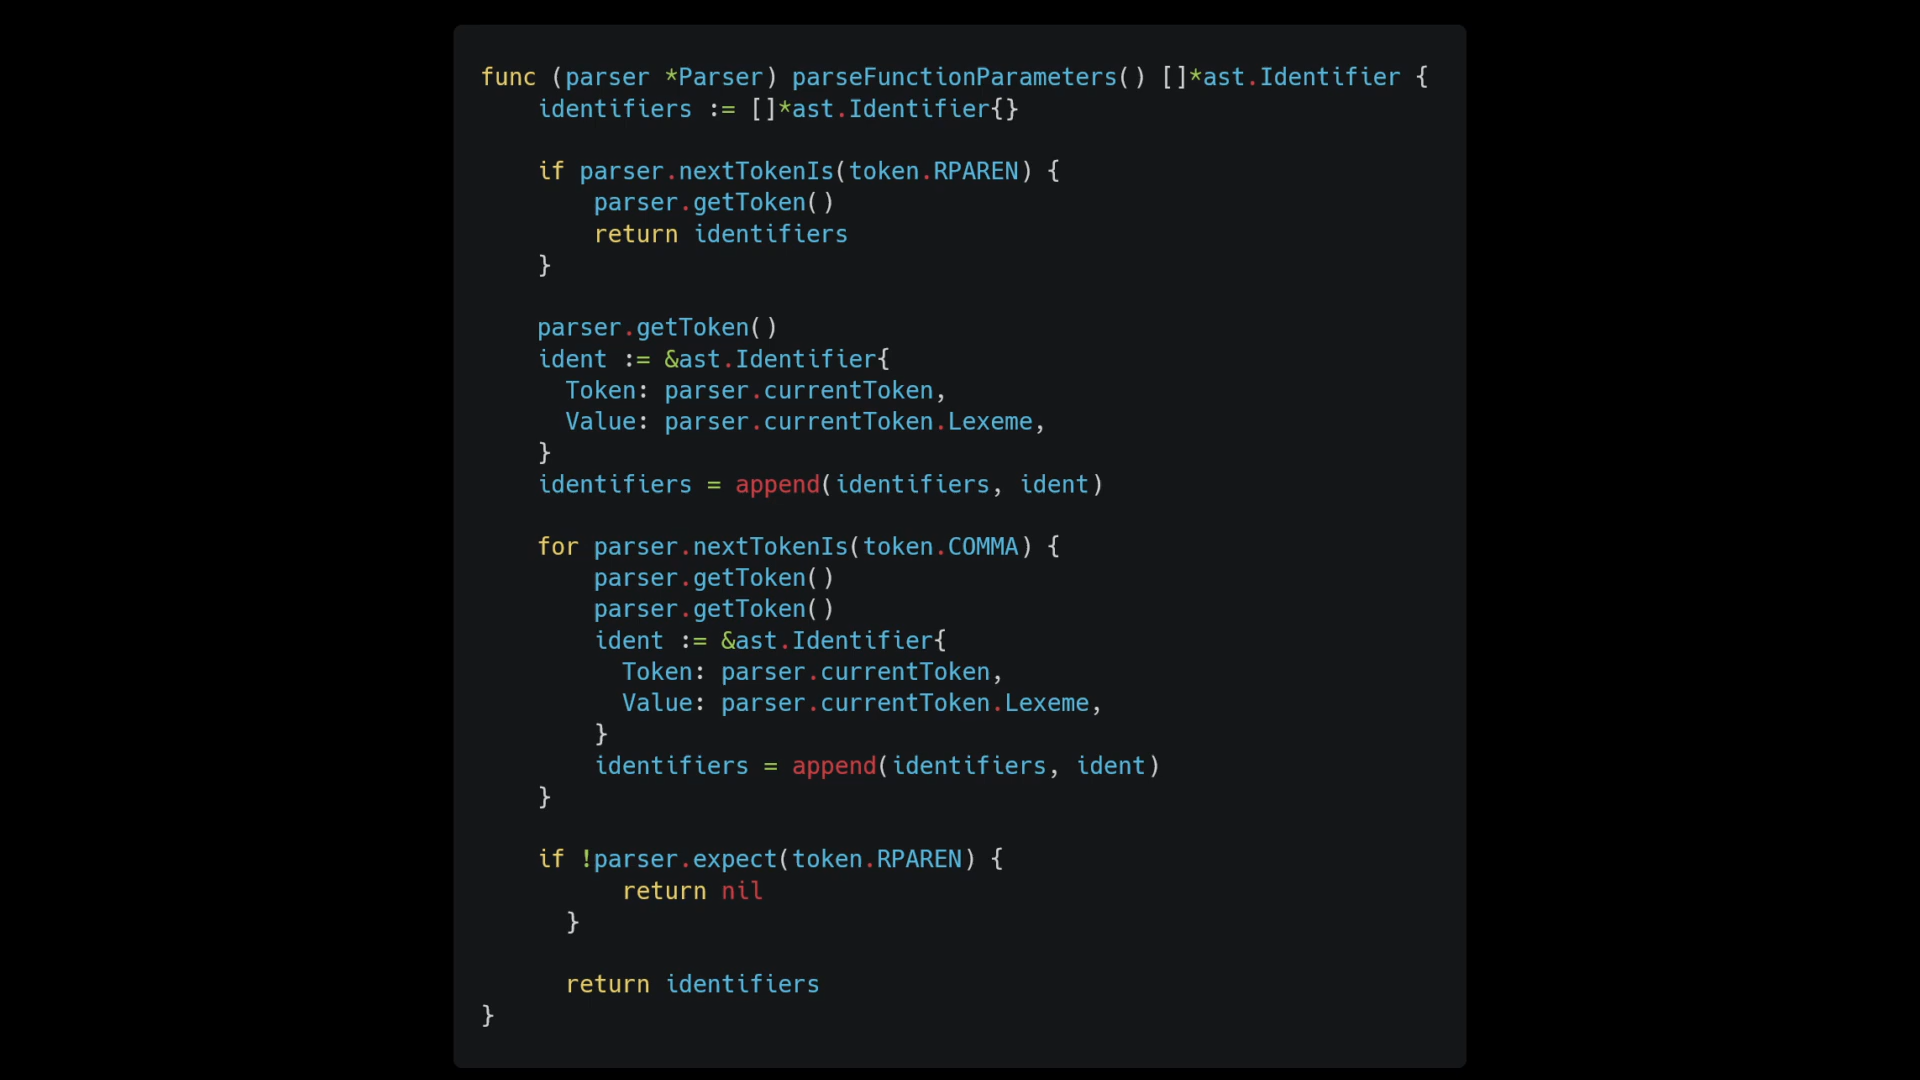 func (parser *Parser) parseFunctionParameters() []*ast.Identifier {
    identifiers := []*ast.Identifier{}

    if parser.nextTokenIs(token.RPAREN) {
        parser.getToken()
        return identifiers
    }

    parser.getToken()
    ident := &ast.Identifier{
      Token: parser.currentToken,
      Value: parser.currentToken.Lexeme,
    }
    identifiers = append(identifiers, ident)

    for parser.nextTokenIs(token.COMMA) {
        parser.getToken()
        parser.getToken()
        ident := &ast.Identifier{
          Token: parser.currentToken,
          Value: parser.currentToken.Lexeme,
        }
        identifiers = append(identifiers, ident)
    }

    if !parser.expect(token.RPAREN) {
          return nil
      }

      return identifiers
}